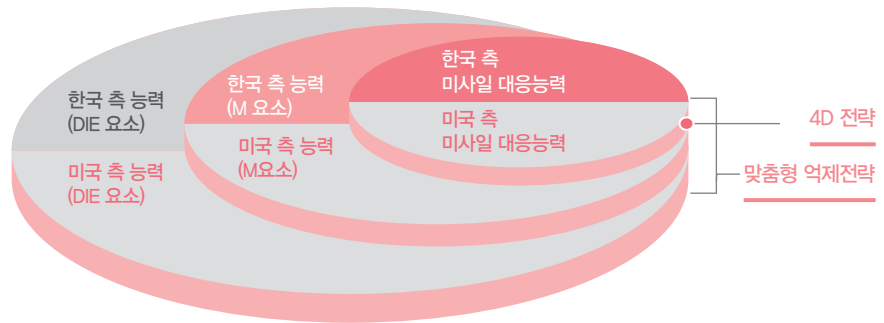 한국 측 능력
(DIE 요소)
미국 측 능력
(DIE 요소)
한국 측 능력
(M 요소)
미국 측 능력
(M요소)
한국 측
미사일 대응능력
미국 측
미사일 대응능력
4D 전략
맞춤형 억제전략